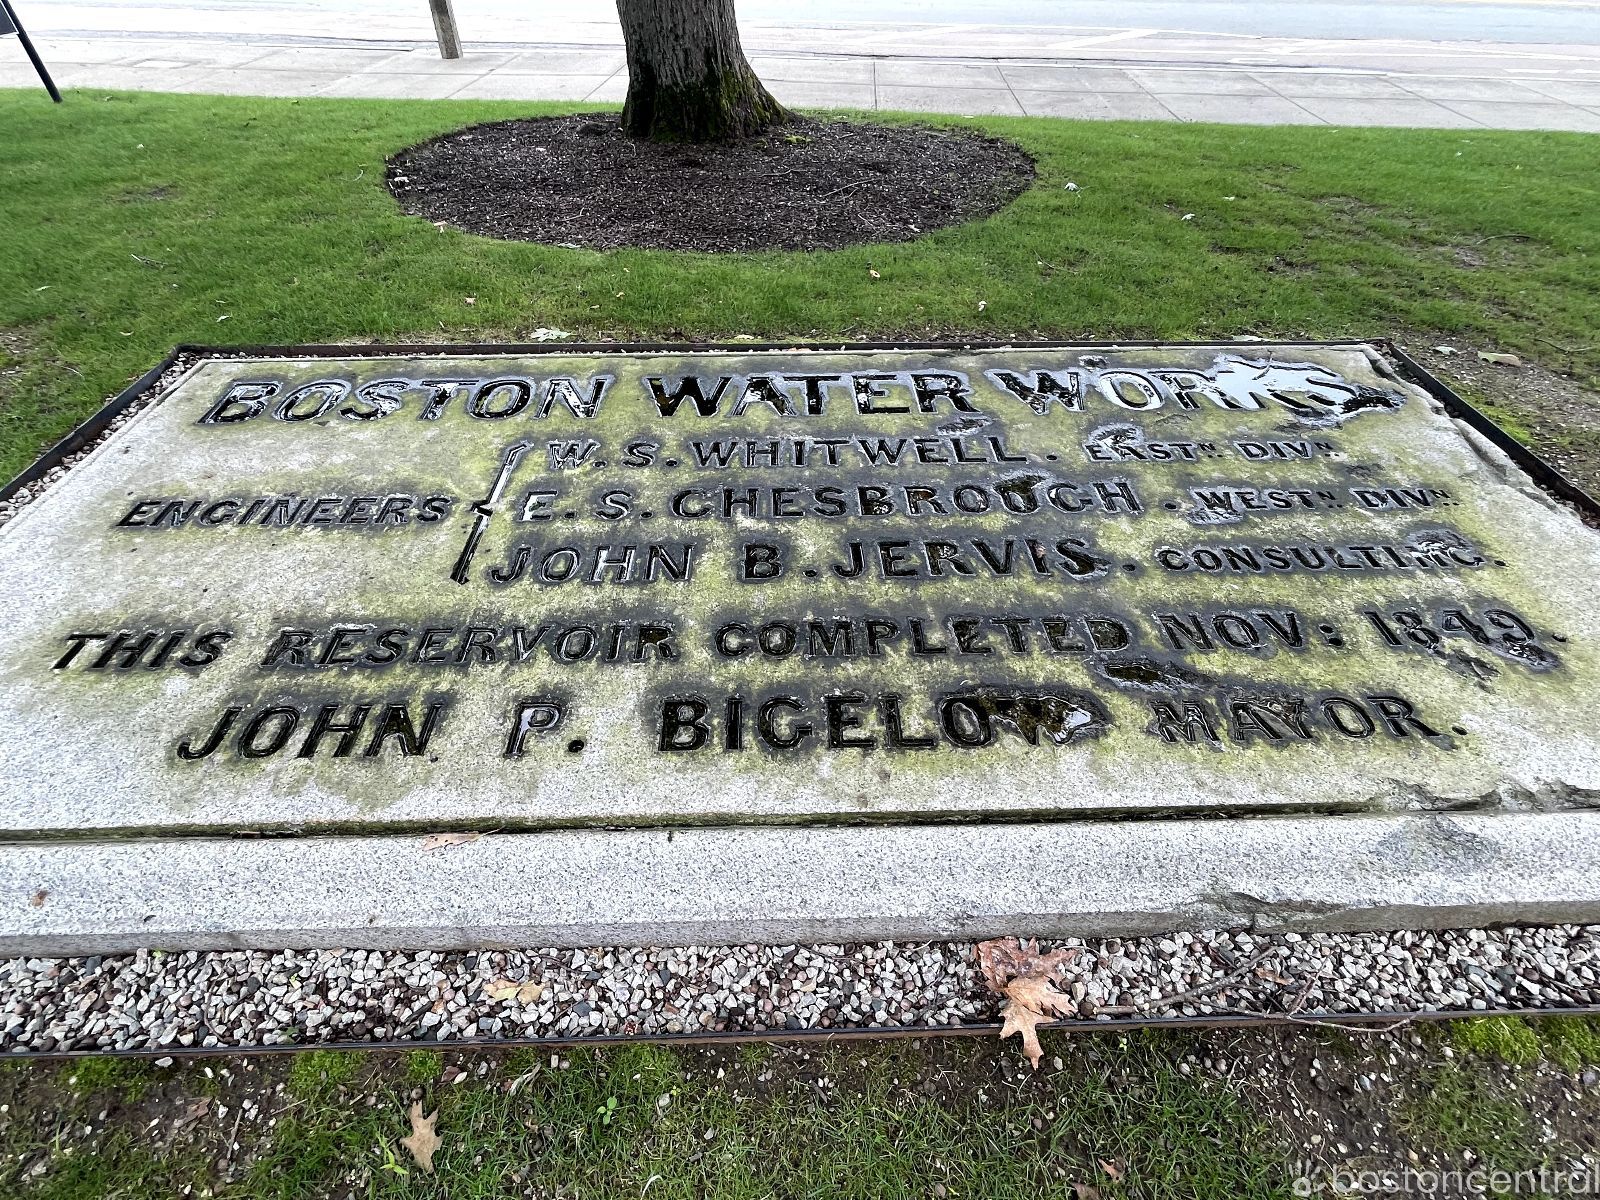 BOSTON WATER WORKS
W. S. WHITWELL. EASTN. DIVN.
ENGINEERS E. S. CHESBROUGH. WESTN. DIVN.
JOHN B. JERVIS. CONSULTING.
THIS RESERVOIR COMPLETED NOV: 1849.
JOHN P. BIGELOW MAYOR.
bostoncentral